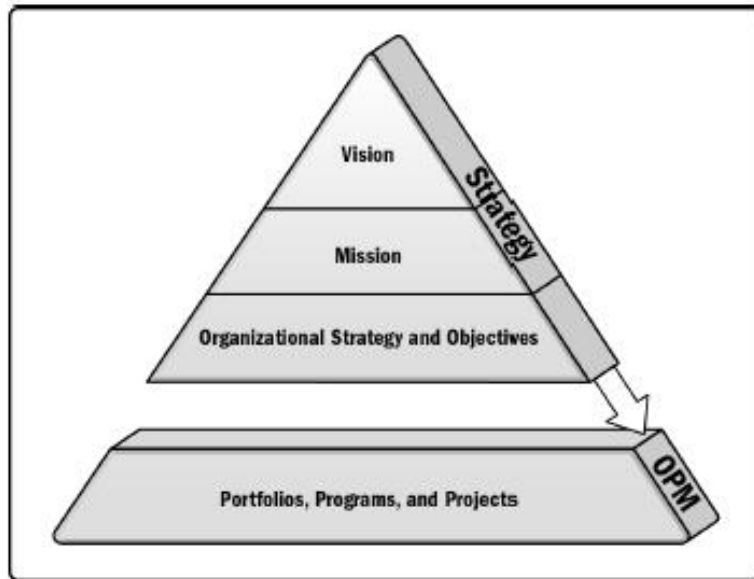 Vision
Strategy
Mission
Organizational Strategy and Objectives
Portfolios, Programs, and Projects
OPM